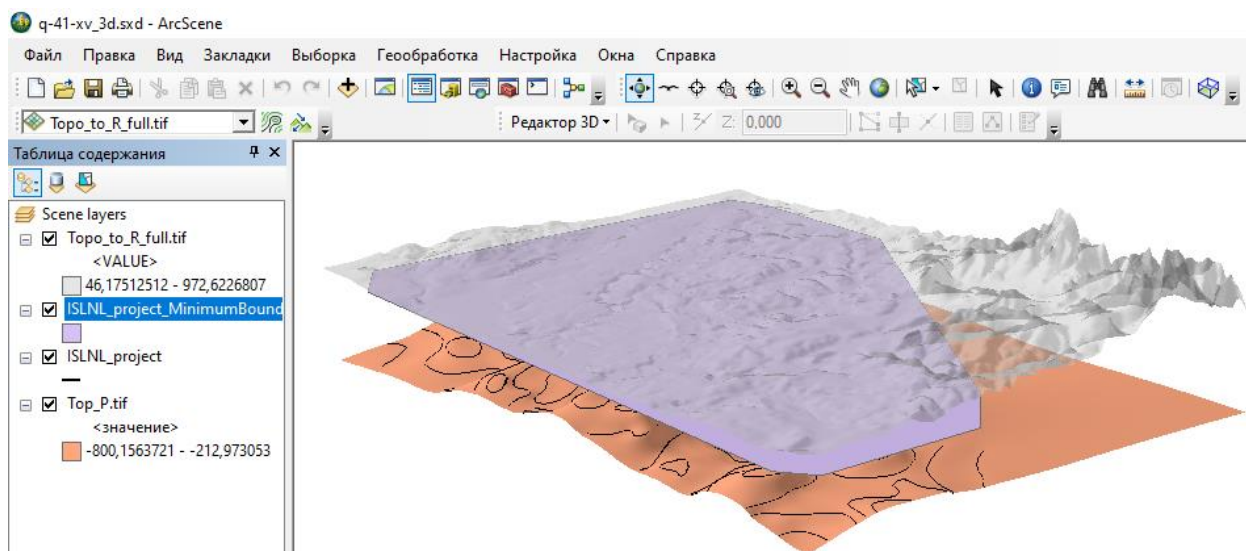 q-41-xv_3d.sxd - ArcScene
Файл Правка Вид Закладки Выборка Геообработка Настройка Окна Справка
Topo_to_R_full.tif Редактор 3D Z: 0,000
Таблица содержания
Scene layers
Topo_to_R_full.tif
<VALUE>
46,17512512 - 972,6226807
ISLNL_project_MinimumBound
ISLNL_project
Top_P.tif
<значение>
-800,1563721 - -212,973053